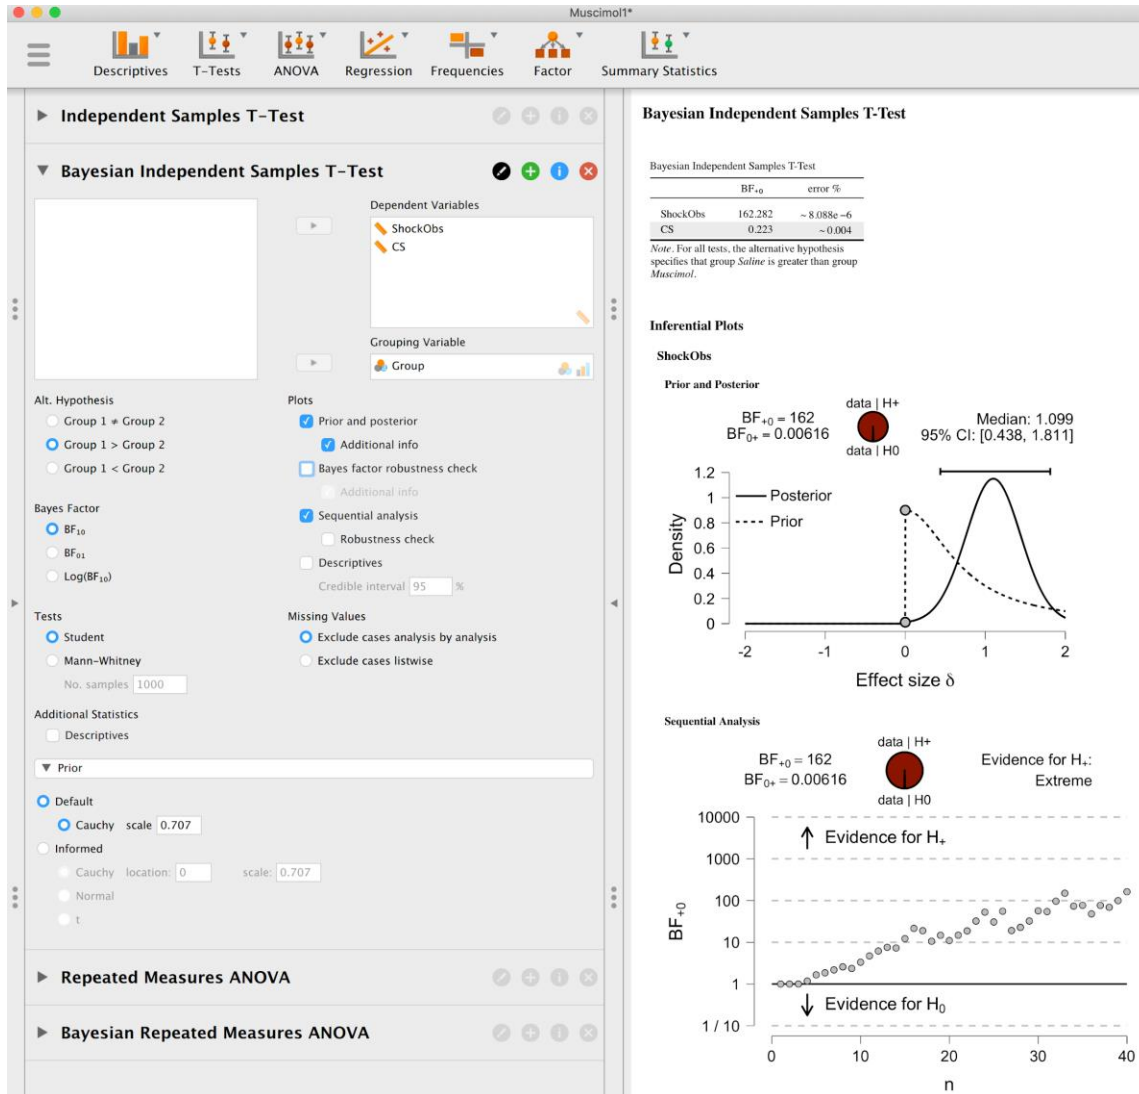 Muscimol1*
Descriptives T-Tests ANOVA Regression Frequencies Factor Summary Statistics
Independent Samples T-Test
Bayesian Independent Samples T-Test
Dependent Variables
ShockObs
CS
Grouping Variable
Group
Alt. Hypothesis
Group 1 ≠ Group 2
Group 1 > Group 2
Group 1 < Group 2
Bayes Factor
BF₁₀
BF₀₁
Log(BF₁₀)
Tests
Student
Mann-Whitney
No. samples 1000
Additional Statistics
Descriptives
Plots
Prior and posterior
Additional info
Bayes factor robustness check
Additional info
Sequential analysis
Robustness check
Descriptives
Credible interval 95 %
Missing Values
Exclude cases analysis by analysis
Exclude cases listwise
Prior
Default
Cauchy scale 0.707
Informed
Cauchy location: 0 scale: 0.707
Normal
t
Repeated Measures ANOVA
Bayesian Repeated Measures ANOVA
Bayesian Independent Samples T-Test
Bayesian Independent Samples T-Test
BF₊₀ error %
ShockObs 162.282 ~ 8.088e −6
CS 0.223 ~ 0.004
Note. For all tests, the alternative hypothesis
specifies that group Saline is greater than group
Muscimol.
Inferential Plots
ShockObs
Prior and Posterior
data | H+
BF₊₀ = 162
BF₀₊ = 0.00616
data | H0
Median: 1.099
95% CI: [0.438, 1.811]
Posterior
Prior
Density
1.2
1
0.8
0.6
0.4
0.2
0
-2 -1 0 1 2
Effect size δ
Sequential Analysis
data | H+
BF₊₀ = 162
BF₀₊ = 0.00616
data | H0
Evidence for H₊:
Extreme
10000
1000
100
10
1
1 / 10
BF₊₀
Evidence for H₊
Evidence for H₀
0 10 20 30 40
n